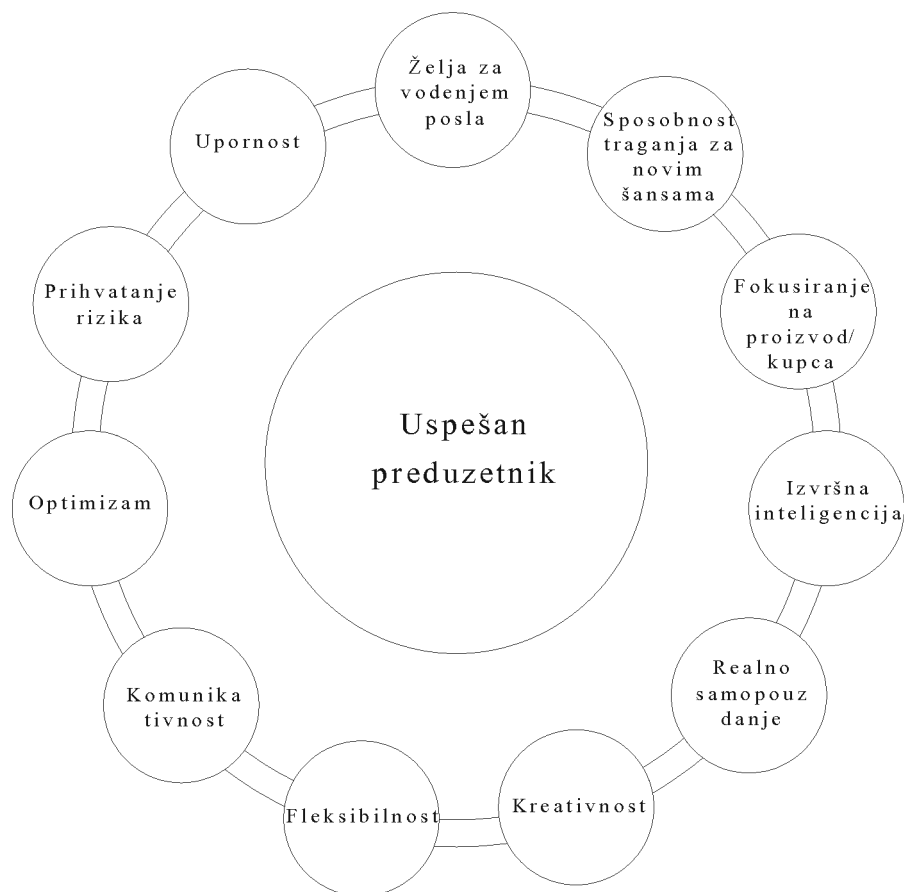 Želja za
vođenjem
posla
Sposobnost
traganja za
novim
šansama
Fokusiranje
na
proizvod/
kupca
Izvršna
inteligencija
Realno
samopouz
danje
Kreativnost
Fleksibilnost
Komunika
tivnost
Optimizam
Prihvatanje
rizika
Upornost
Uspešan
preduzetnik